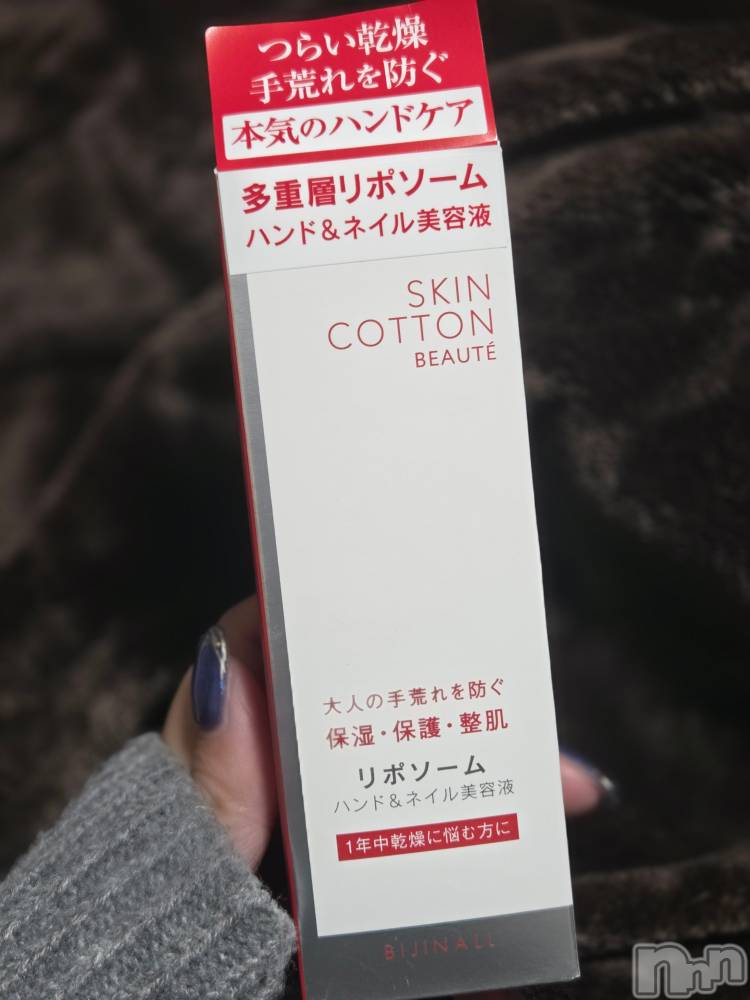 つらい乾燥
手荒れを防ぐ
本気のハンドケア
多重層リポソーム
ハンド&ネイル美容液
SKIN
COTTON
BEAUTÉ
大人の手荒れを防ぐ
保湿・保護・整肌
リポソーム
ハンド&ネイル美容液
1年中乾燥に悩む方に
BIJINALL
nnn